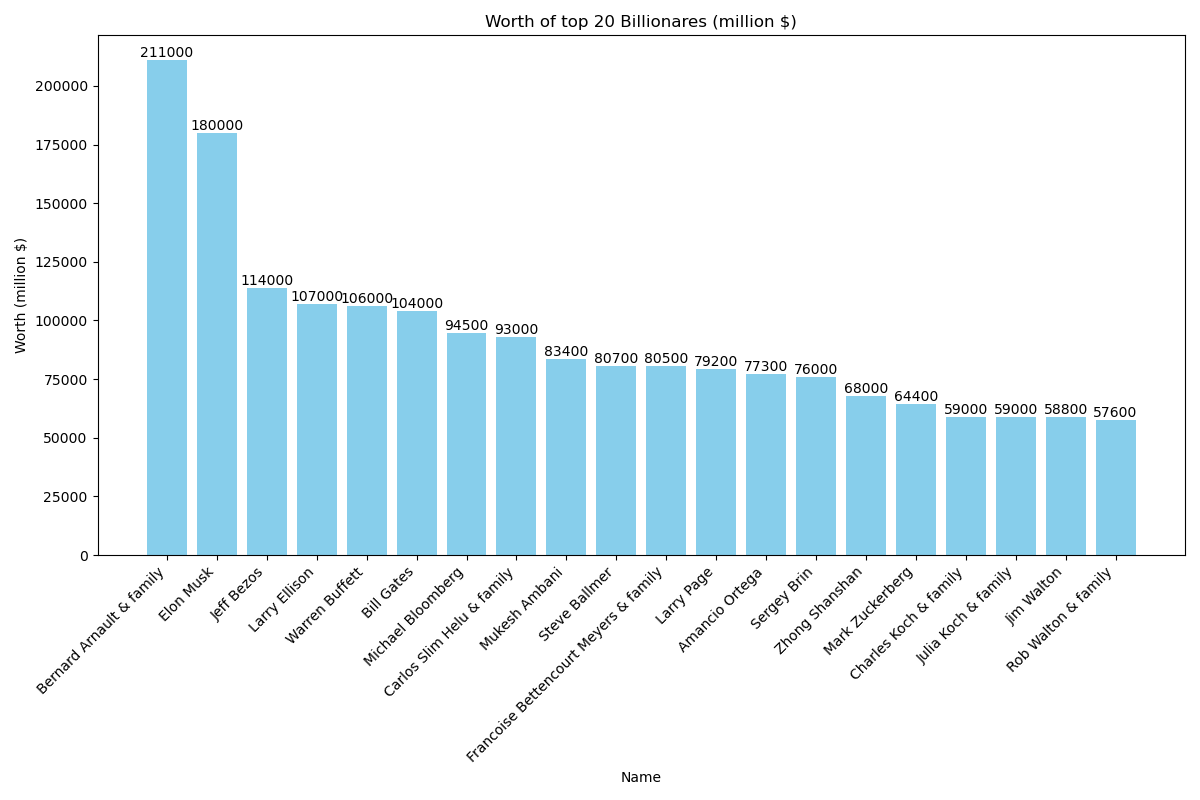 Worth of top 20 Billionares (million $)
Worth (million $)
200000
175000
150000
125000
100000
75000
50000
25000
0
211000
180000
114000
107000
106000
104000
94500
93000
83400
80700
80500
79200
77300
76000
68000
64400
59000
59000
58800
57600
Bernard Arnault & family
Elon Musk
Jeff Bezos
Larry Ellison
Warren Buffett
Bill Gates
Michael Bloomberg
Carlos Slim Helu & family
Mukesh Ambani
Steve Ballmer
Francoise Bettencourt Meyers & family
Larry Page
Amancio Ortega
Sergey Brin
Zhong Shanshan
Mark Zuckerberg
Charles Koch & family
Julia Koch & family
Jim Walton
Rob Walton & family
Name